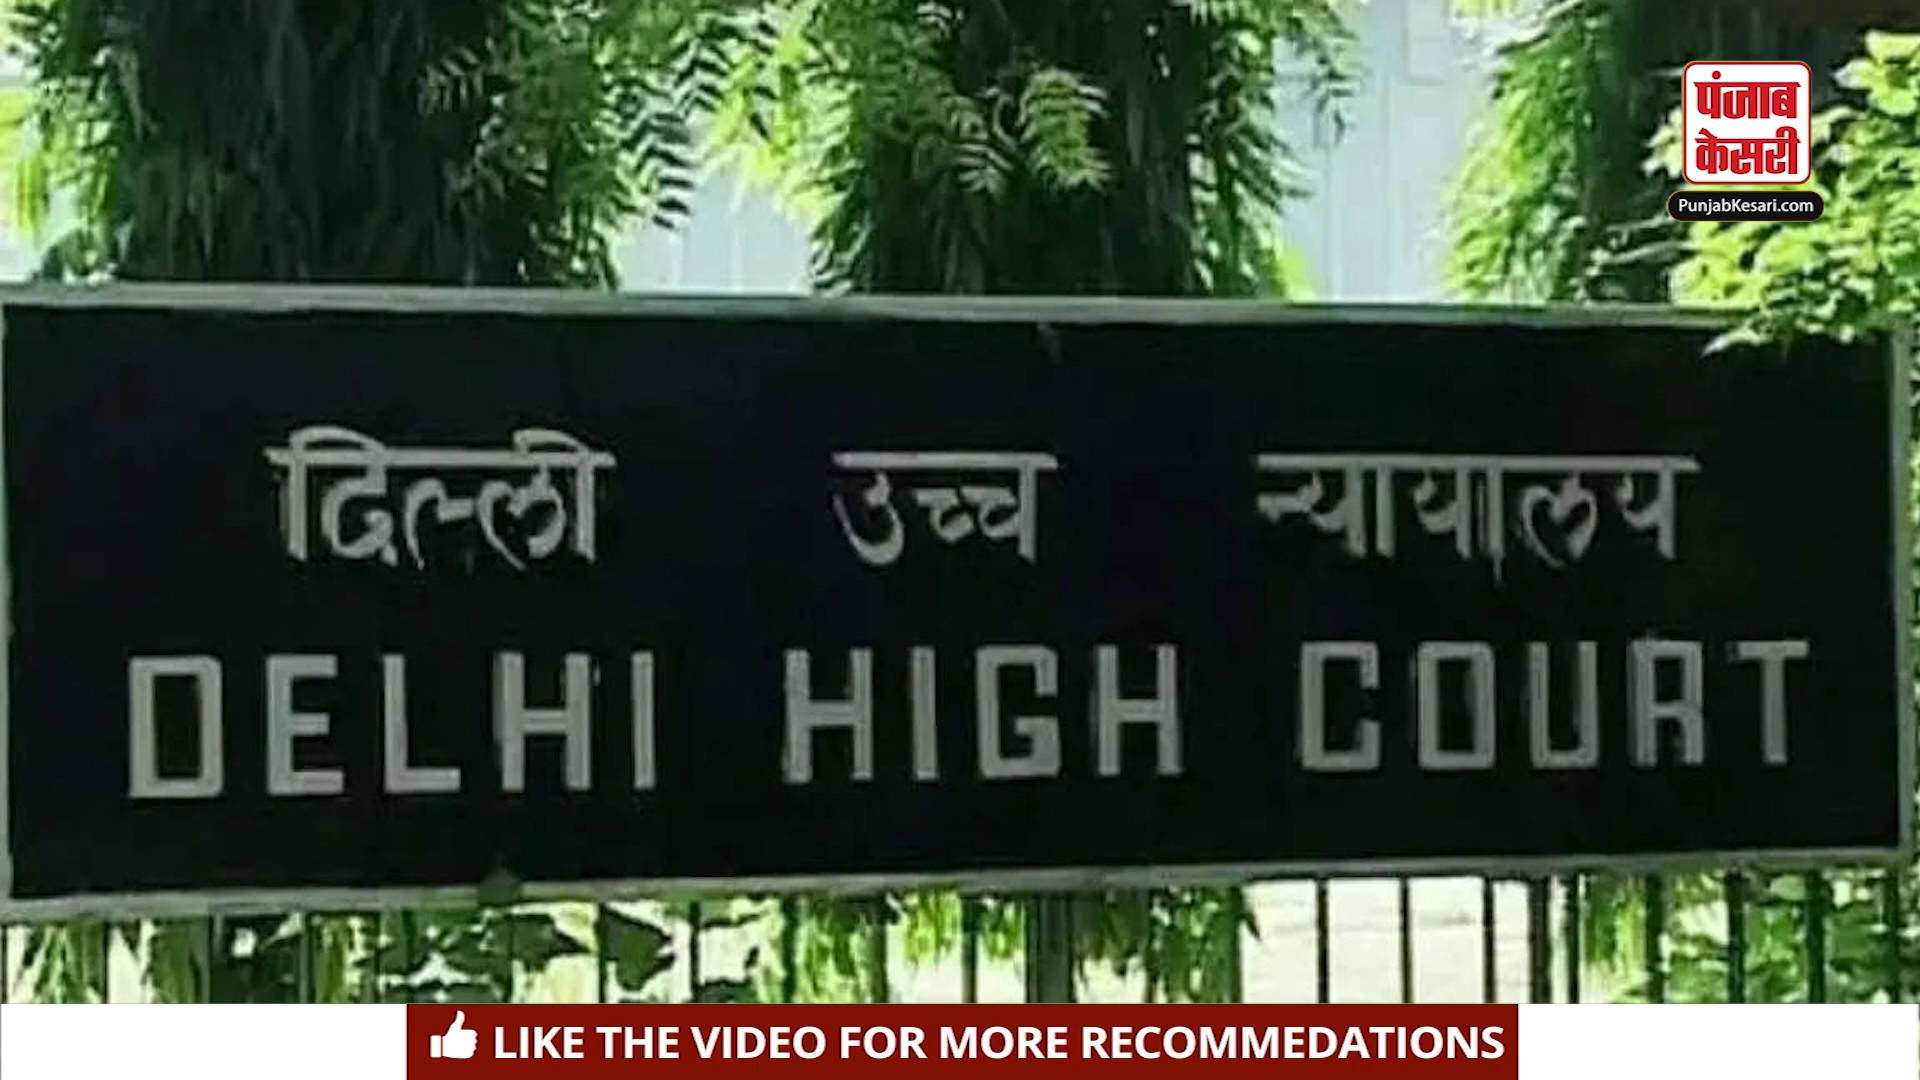 पंजाब
केसरी
PunjabKesari.com
दिल्ली उच्च न्यायालय
DELHI HIGH COURT
LIKE THE VIDEO FOR MORE RECOMMEDATIONS